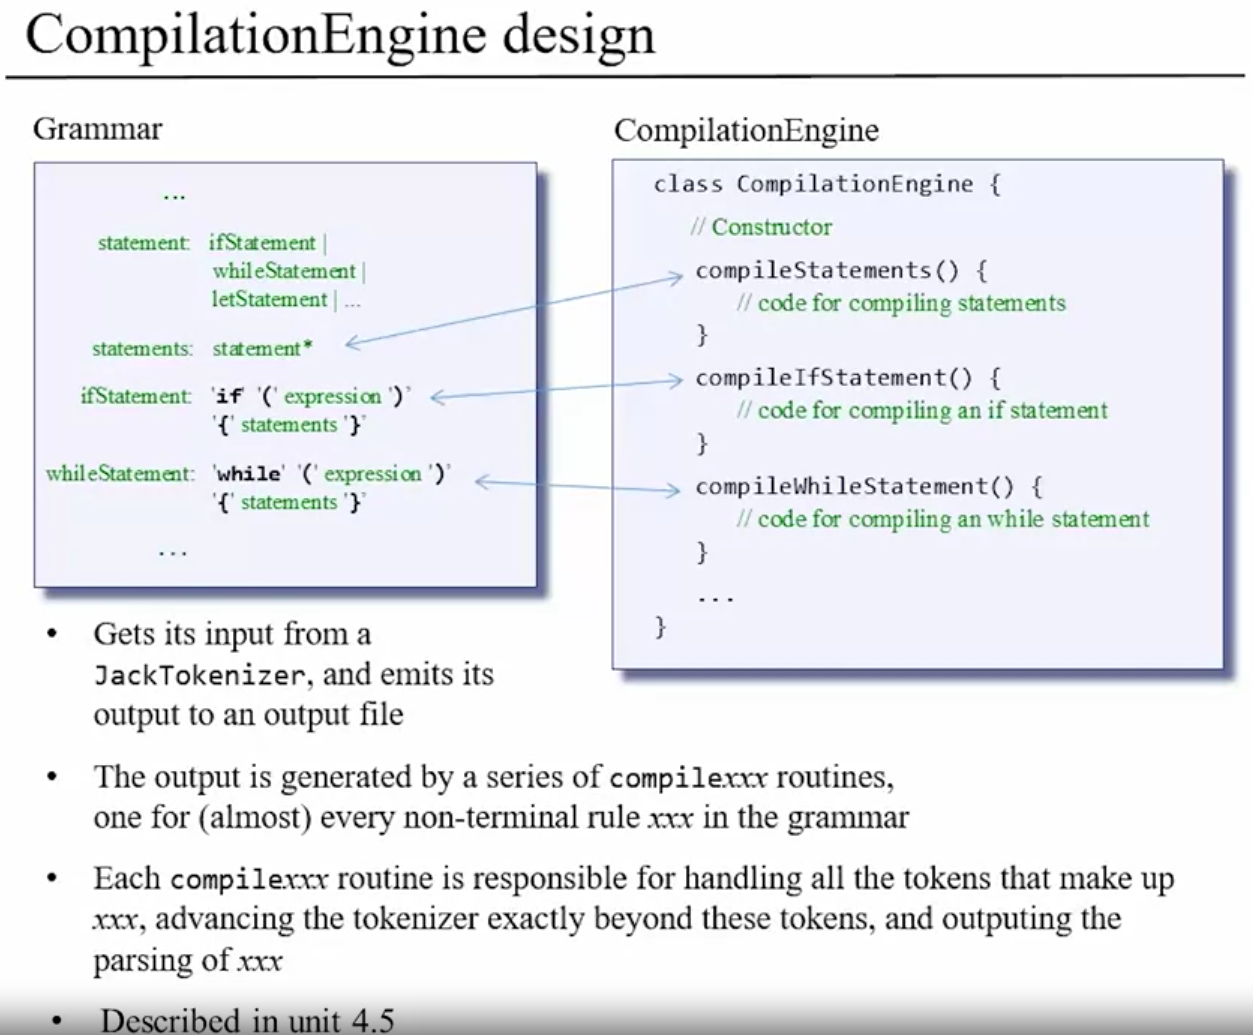 CompilationEngine design
Grammar
...
statement: ifStatement |
whileStatement |
letStatement | ...
statements: statement*
ifStatement: 'if' '(' expression ')'
'{' statements '}'
whileStatement: 'while' '(' expression ')'
'{' statements '}'
...
CompilationEngine
class CompilationEngine {
// Constructor
compileStatements() {
// code for compiling statements
}
compileIfStatement() {
// code for compiling an if statement
}
compileWhileStatement() {
// code for compiling an while statement
}
...
}
• Gets its input from a
JackTokenizer, and emits its
output to an output file
• The output is generated by a series of compilexxx routines,
one for (almost) every non-terminal rule xxx in the grammar
• Each compilexxx routine is responsible for handling all the tokens that make up
xxx, advancing the tokenizer exactly beyond these tokens, and outputing the
parsing of xxx
• Described in unit 4.5